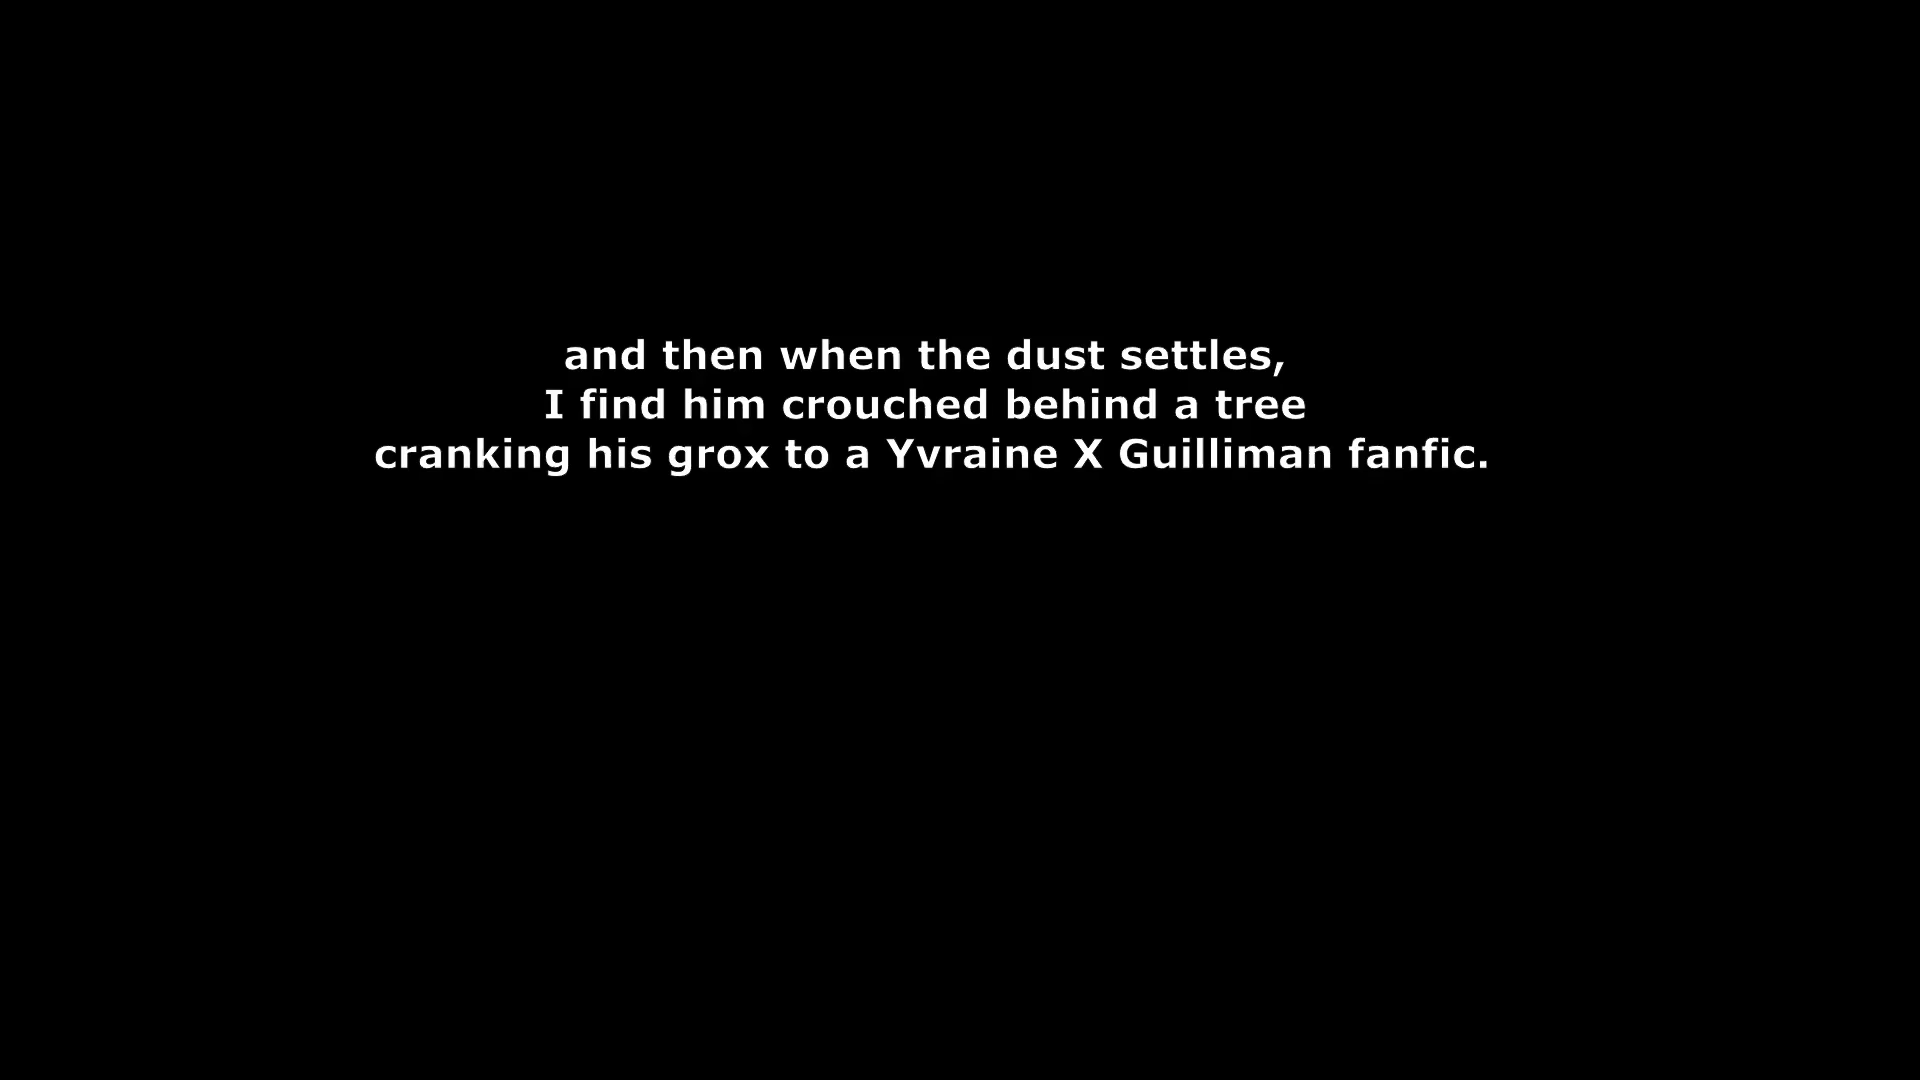 and then when the dust settles,
I find him crouched behind a tree
cranking his grox to a Yvraine X Guilliman fanfic.